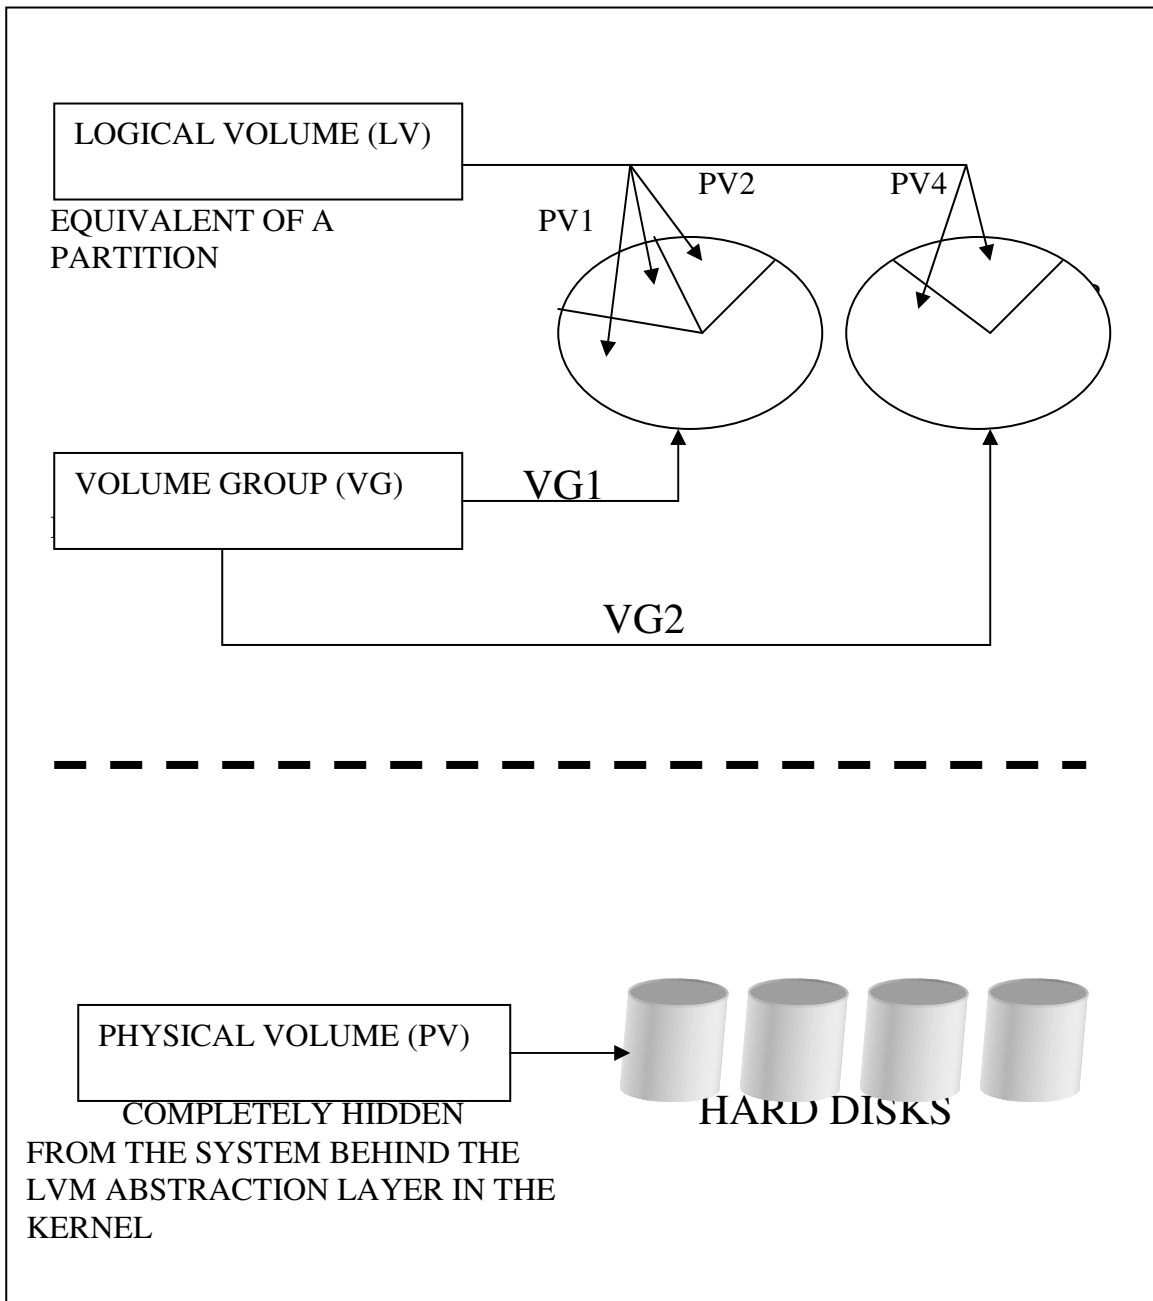 LOGICAL VOLUME (LV)
PV2
PV4
EQUIVALENT OF A
PARTITION
PV1
VOLUME GROUP (VG)
VG1
VG2
PHYSICAL VOLUME (PV)
COMPLETELY HIDDEN
FROM THE SYSTEM BEHIND THE
LVM ABSTRACTION LAYER IN THE
KERNEL
HARD DISKS